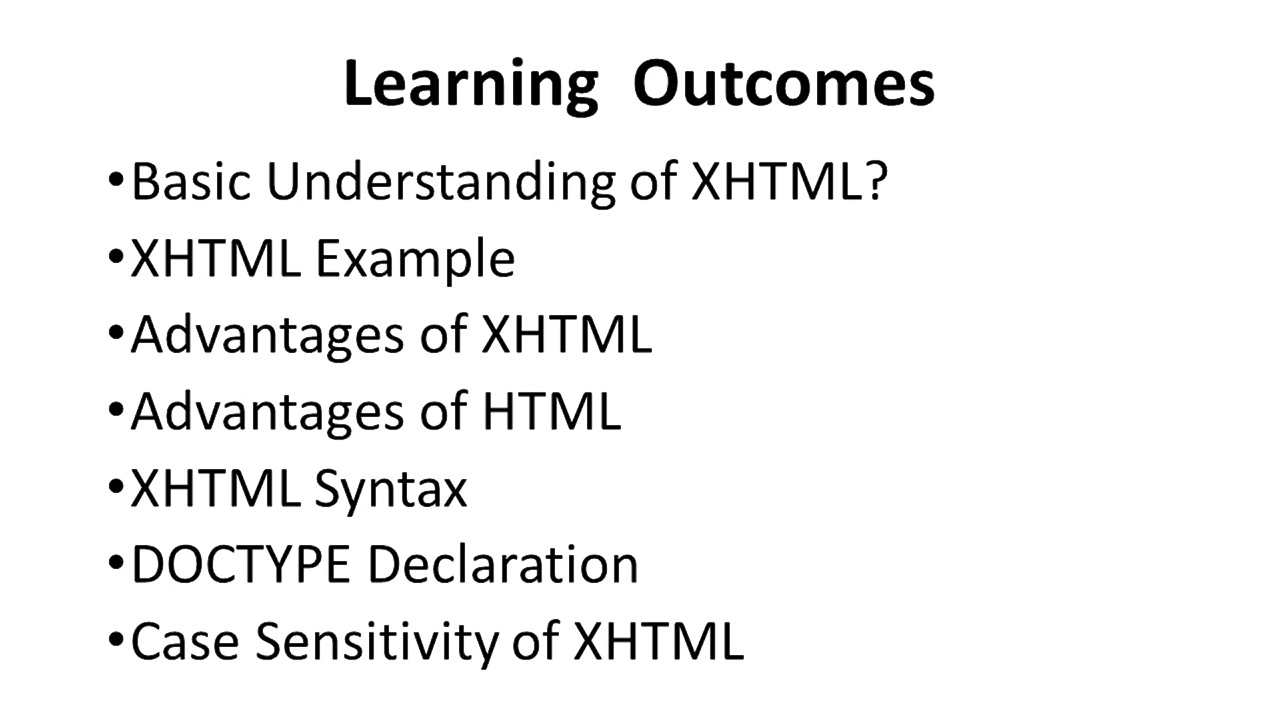 Learning Outcomes
•Basic Understanding of XHTML?
•XHTML Example
•Advantages of XHTML
•Advantages of HTML
•XHTML Syntax
•DOCTYPE Declaration
•Case Sensitivity of XHTML